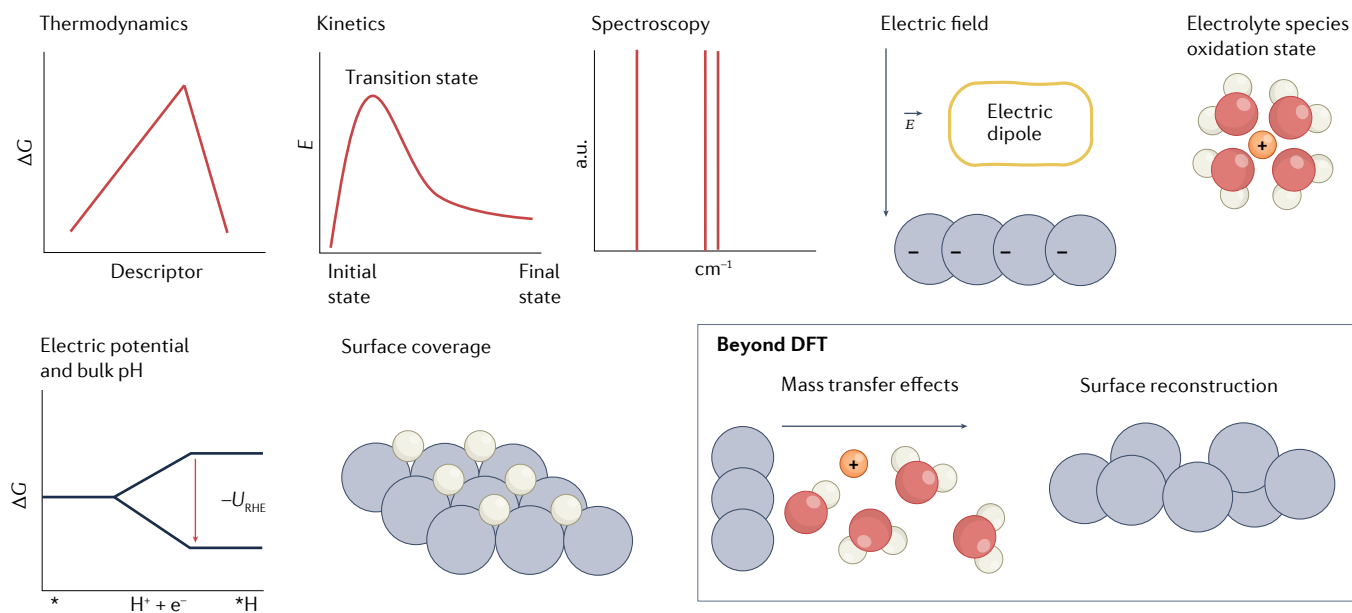 Thermodynamics
ΔG
Descriptor
Kinetics
Transition state
E
Initial
state
Final
state
Spectroscopy
a.u.
cm⁻¹
Electric field
E
Electric
dipole
– – – –
Electrolyte species
oxidation state
+
Electric potential
and bulk pH
ΔG
–U_RHE
* H⁺ + e⁻ *H
Surface coverage
Beyond DFT
Mass transfer effects
+
Surface reconstruction